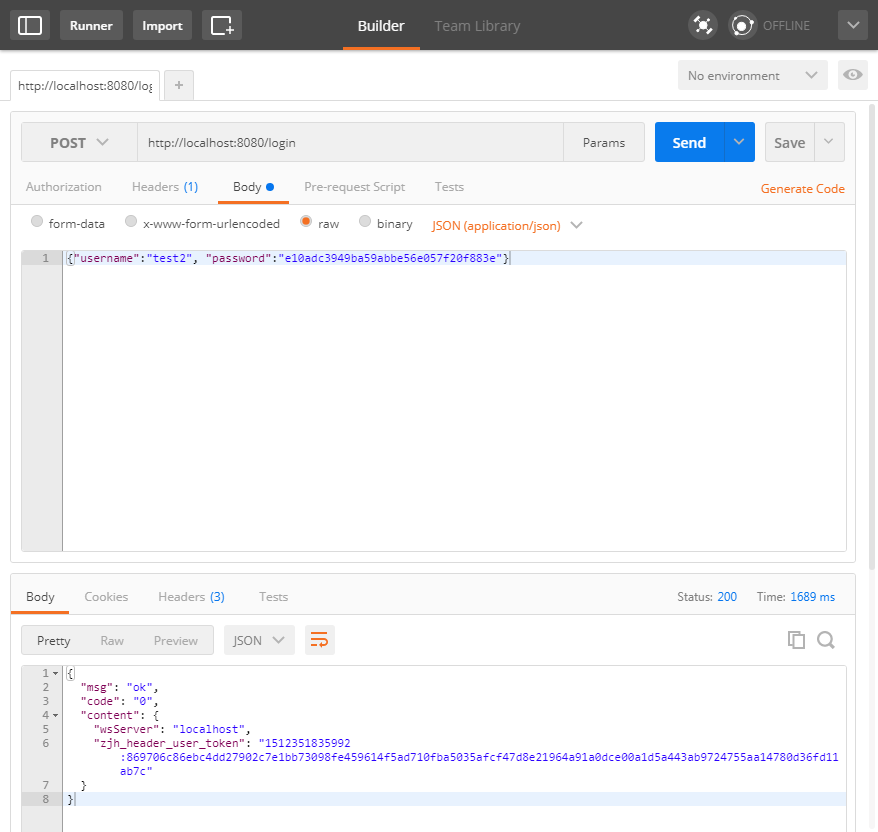 Runner Import Builder Team Library OFFLINE
http://localhost:8080/log + No environment
POST http://localhost:8080/login Params Send Save
Authorization Headers (1) Body Pre-request Script Tests Generate Code
form-data x-www-form-urlencoded raw binary JSON (application/json)
1 {"username":"test2", "password":"e10adc3949ba59abbe56e057f20f883e"}
Body Cookies Headers (3) Tests Status: 200 Time: 1689 ms
Pretty Raw Preview JSON
1 {
2 "msg": "ok",
3 "code": "0",
4 "content": {
5 "wsServer": "localhost",
6 "zjh_header_user_token": "1512351835992
:869706c86ebc4dd27902c7e1bb73098fe459614f5ad710fba5035afcf47d8e21964a91a0dce00a1d5a443ab9724755aa14780d36fd11
ab7c"
7 }
8 }